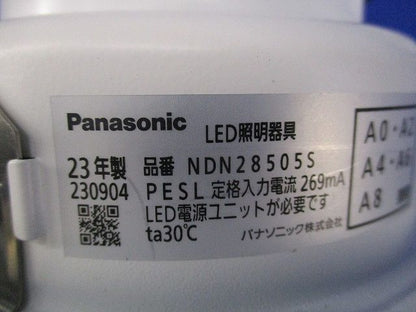 Panasonic LED照明器具
23年製 品番 NDN28505S
230904 PESL 定格入力電流 269mA
LED電源ユニットが必要です
ta30℃ パナソニック株式会社
A0・A2
A4・A6
A8